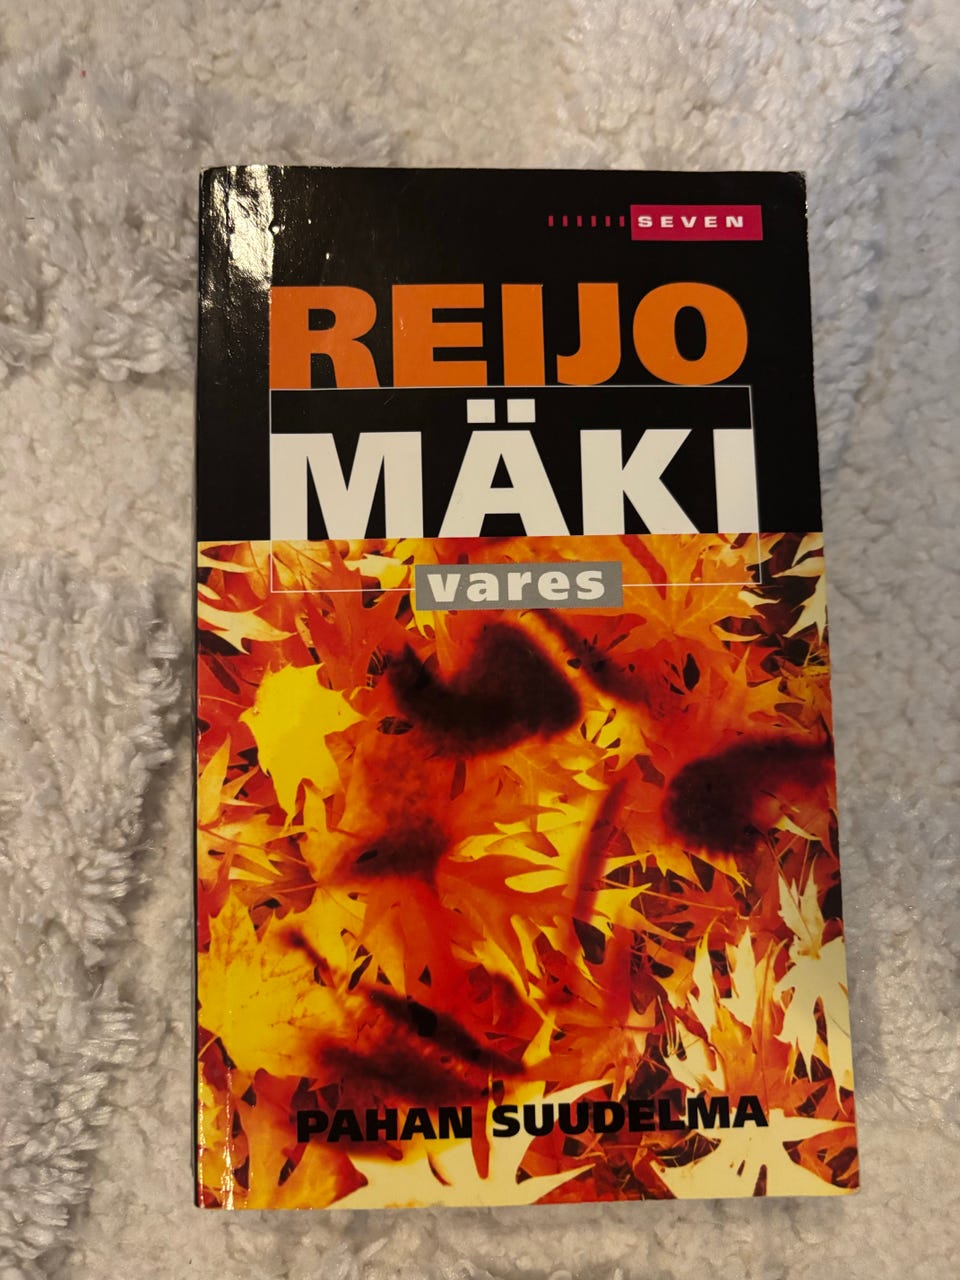 SEVEN
REIJO
MÄKI
vares
PAHAN SUUDELMA